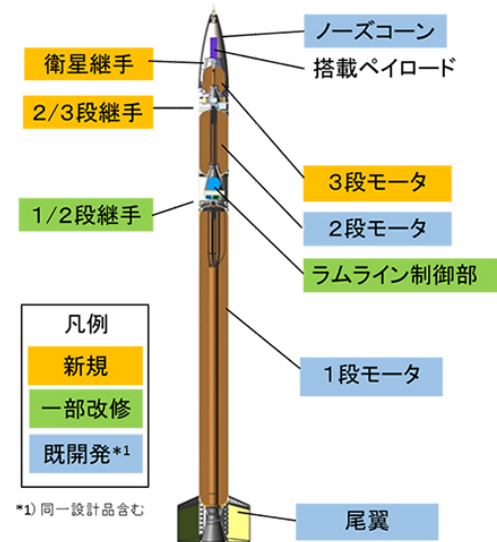 ノーズコーン
衛星継手
搭載ペイロード
2/3段継手
3段モータ
1/2段継手
2段モータ
ラムライン制御部
凡例
新規
一部改修
既開発*1
1段モータ
*1) 同一設計品含む
尾翼